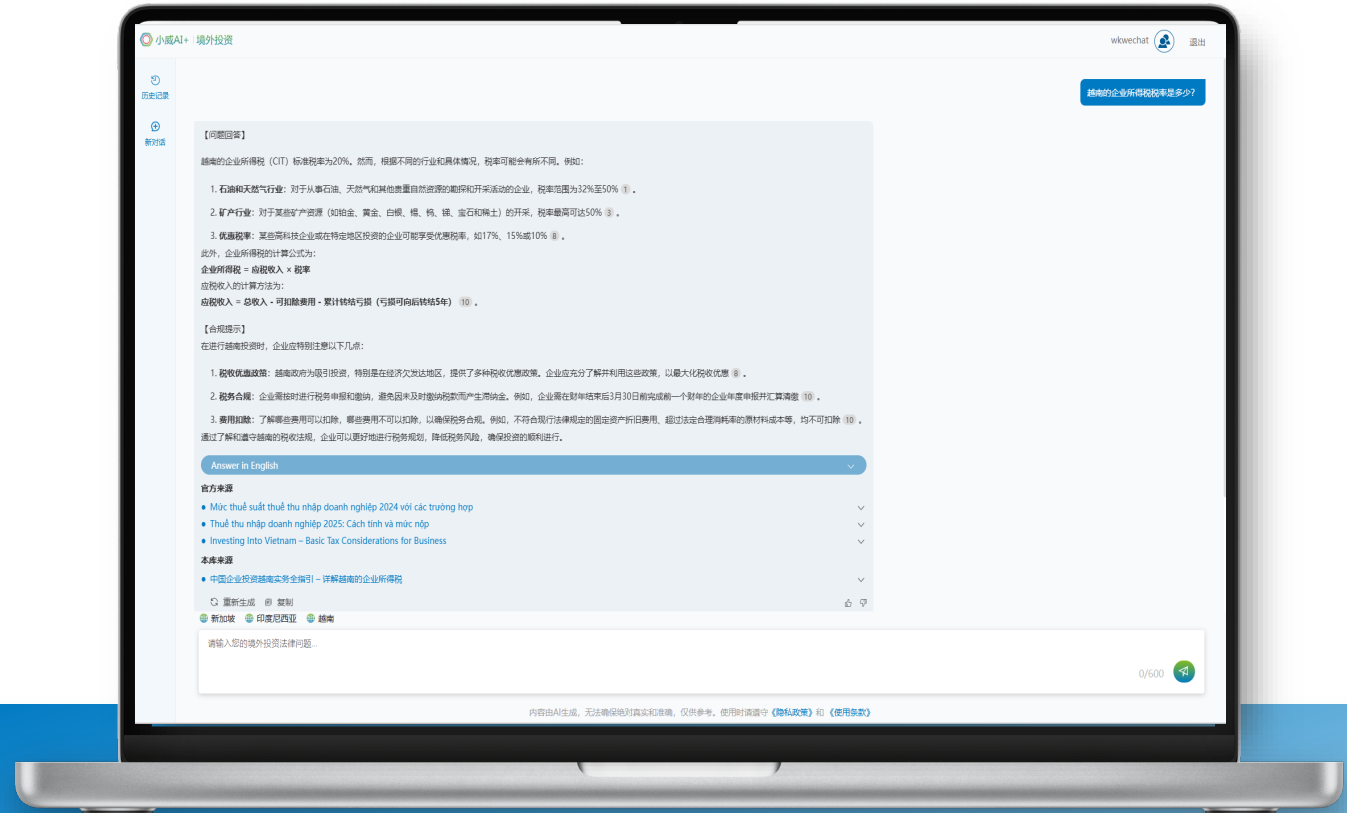 小威AI+ 境外投资
wkwechat 退出
历史记录
新对话
越南的企业所得税税率是多少?
【问题回答】
越南的企业所得税（CIT）标准税率为20%。然而，根据不同的行业和具体情况，税率可能会有所不同。例如：
1. 石油和天然气行业：对于从事石油、天然气和其他贵重自然资源的勘探和开采活动的企业，税率范围为32%至50% 1 。
2. 矿产行业：对于某些矿产资源（如铂金、黄金、白银、锡、钨、锑、宝石和稀土）的开采，税率最高可达50% 3 。
3. 优惠税率：某些高科技企业或在特定地区投资的企业可能享受优惠税率，如17%、15%或10% 8 。
此外，企业所得税的计算公式为：
企业所得税 = 应税收入 × 税率
应税收入的计算方法为：
应税收入 = 总收入 - 可扣除费用 - 累计转结亏损（亏损可向后转结5年） 10 。
【合规提示】
在进行越南投资时，企业应特别注意以下几点：
1. 税收优惠政策：越南政府为吸引投资，特别是在经济欠发达地区，提供了多种税收优惠政策。企业应充分了解并利用这些政策，以最大化税收优惠 8 。
2. 税务合规：企业需按时进行税务申报和缴纳，避免因未及时缴纳税款而产生滞纳金。例如，企业需在财年结束后3月30日前完成前一个财年的企业年度申报并汇算清缴 10 。
3. 费用扣除：了解哪些费用可以扣除，哪些费用不可以扣除，以确保税务合规。例如，不符合现行法律规定的固定资产折旧费用、超过法定合理消耗率的原材料成本等，均不可扣除 10 。
通过了解和遵守越南的税收法规，企业可以更好地进行税务规划，降低税务风险，确保投资的顺利进行。
Answer in English
官方来源
Mức thuế suất thuế thu nhập doanh nghiệp 2024 với các trường hợp
Thuế thu nhập doanh nghiệp 2025: Cách tính và mức nộp
Investing Into Vietnam – Basic Tax Considerations for Business
本库来源
中国企业投资越南实务全指引 – 详解越南的企业所得税
重新生成 复制
新加坡 印度尼西亚 越南
请输入您的境外投资法律问题...
0/600
内容由AI生成，无法确保绝对真实和准确，仅供参考。使用时请遵守《隐私政策》和 《使用条款》